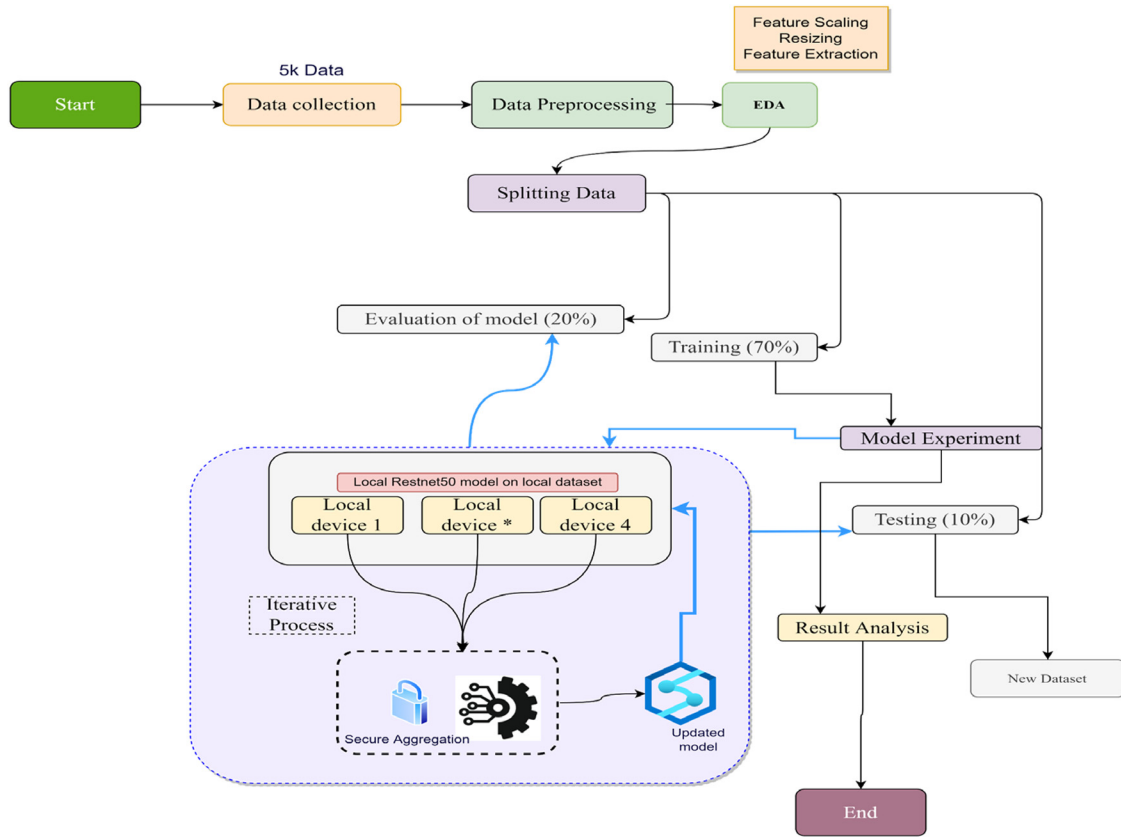 Feature Scaling
Resizing
Feature Extraction
5k Data
Start
Data collection
Data Preprocessing
EDA
Splitting Data
Evaluation of model (20%)
Training (70%)
Model Experiment
Local Restnet50 model on local dataset
Local
device 1
Local
device *
Local
device 4
Testing (10%)
Iterative
Process
Result Analysis
New Dataset
Secure Aggregation
Updated
model
End